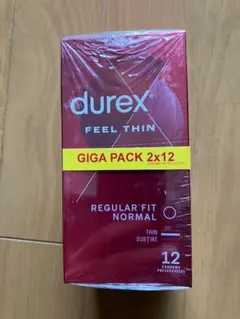 durex
FEEL THIN
GIGA PACK 2x12
REGULAR FIT
NORMAL
THIN
SUBTIL
12